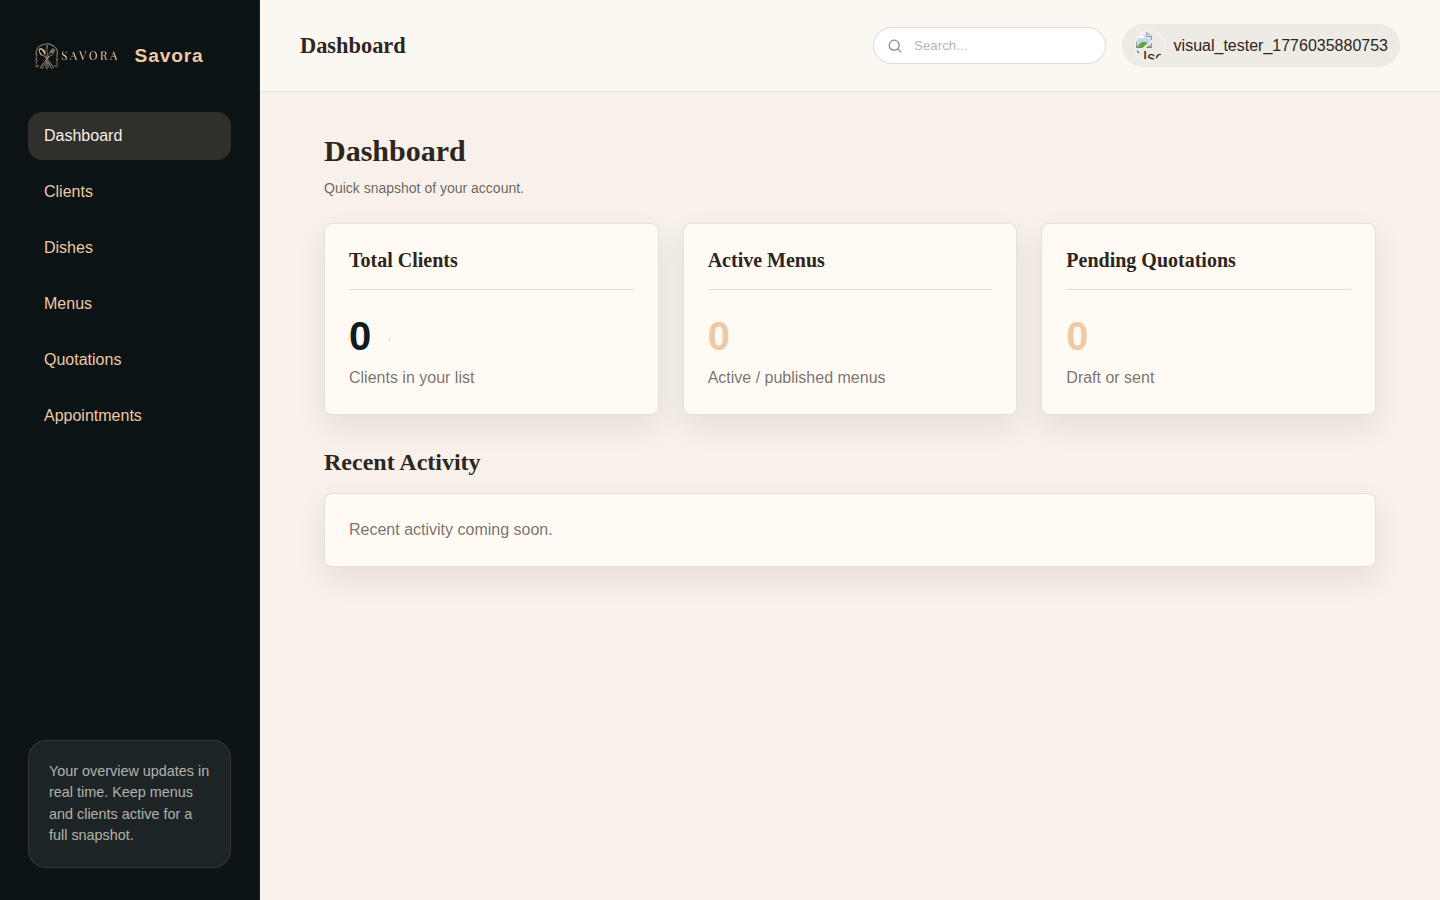 SAVORA Savora
Dashboard
Clients
Dishes
Menus
Quotations
Appointments
Your overview updates in
real time. Keep menus
and clients active for a
full snapshot.
Dashboard
Search...
visual_tester_1776035880753
Dashboard
Quick snapshot of your account.
Total Clients
0
Clients in your list
Active Menus
0
Active / published menus
Pending Quotations
0
Draft or sent
Recent Activity
Recent activity coming soon.